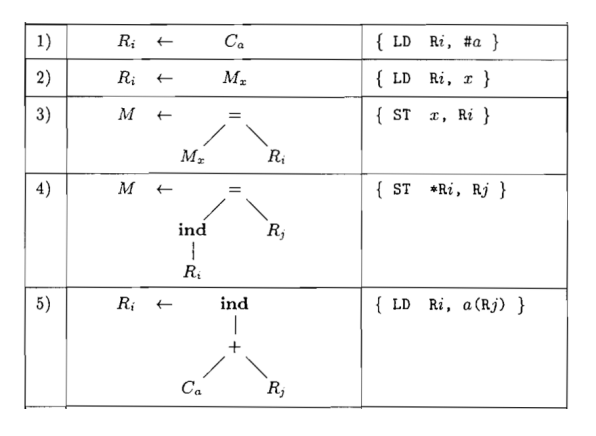 1) Ri ← Ca { LD Ri, #a }
2) Ri ← Mx { LD Ri, x }
3) M ← = { ST x, Ri }
Mx Ri
4) M ← = { ST *Ri, Rj }
ind Rj
Ri
5) Ri ← ind { LD Ri, a(Rj) }
+
Ca Rj